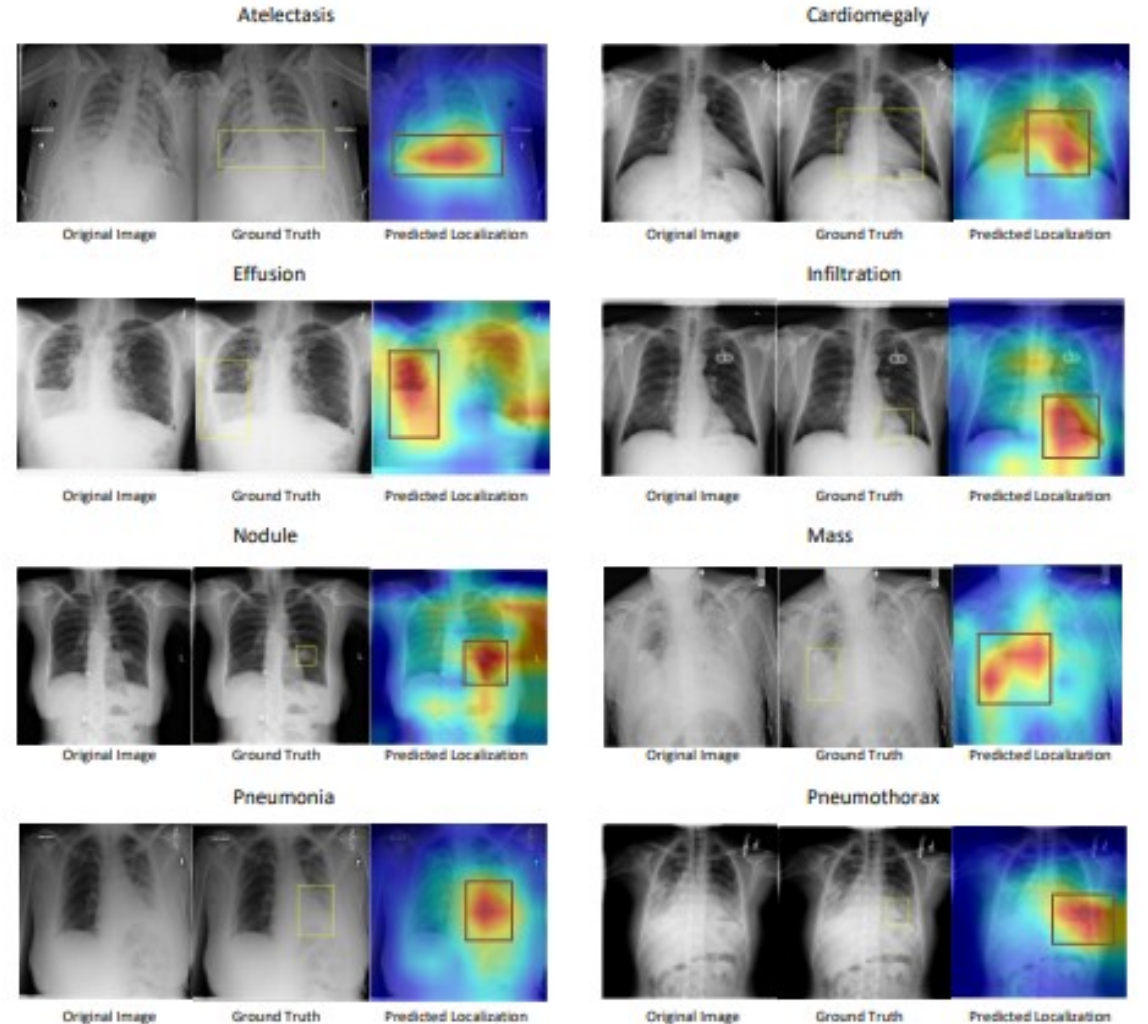 Atelectasis
Cardiomegaly
Original Image Ground Truth Predicted Localization
Original Image Ground Truth Predicted Localization
Effusion
Infiltration
Original Image Ground Truth Predicted Localization
Original Image Ground Truth Predicted Localization
Nodule
Mass
Original Image Ground Truth Predicted Localization
Original Image Ground Truth Predicted Localization
Pneumonia
Pneumothorax
Original Image Ground Truth Predicted Localization
Original Image Ground Truth Predicted Localization